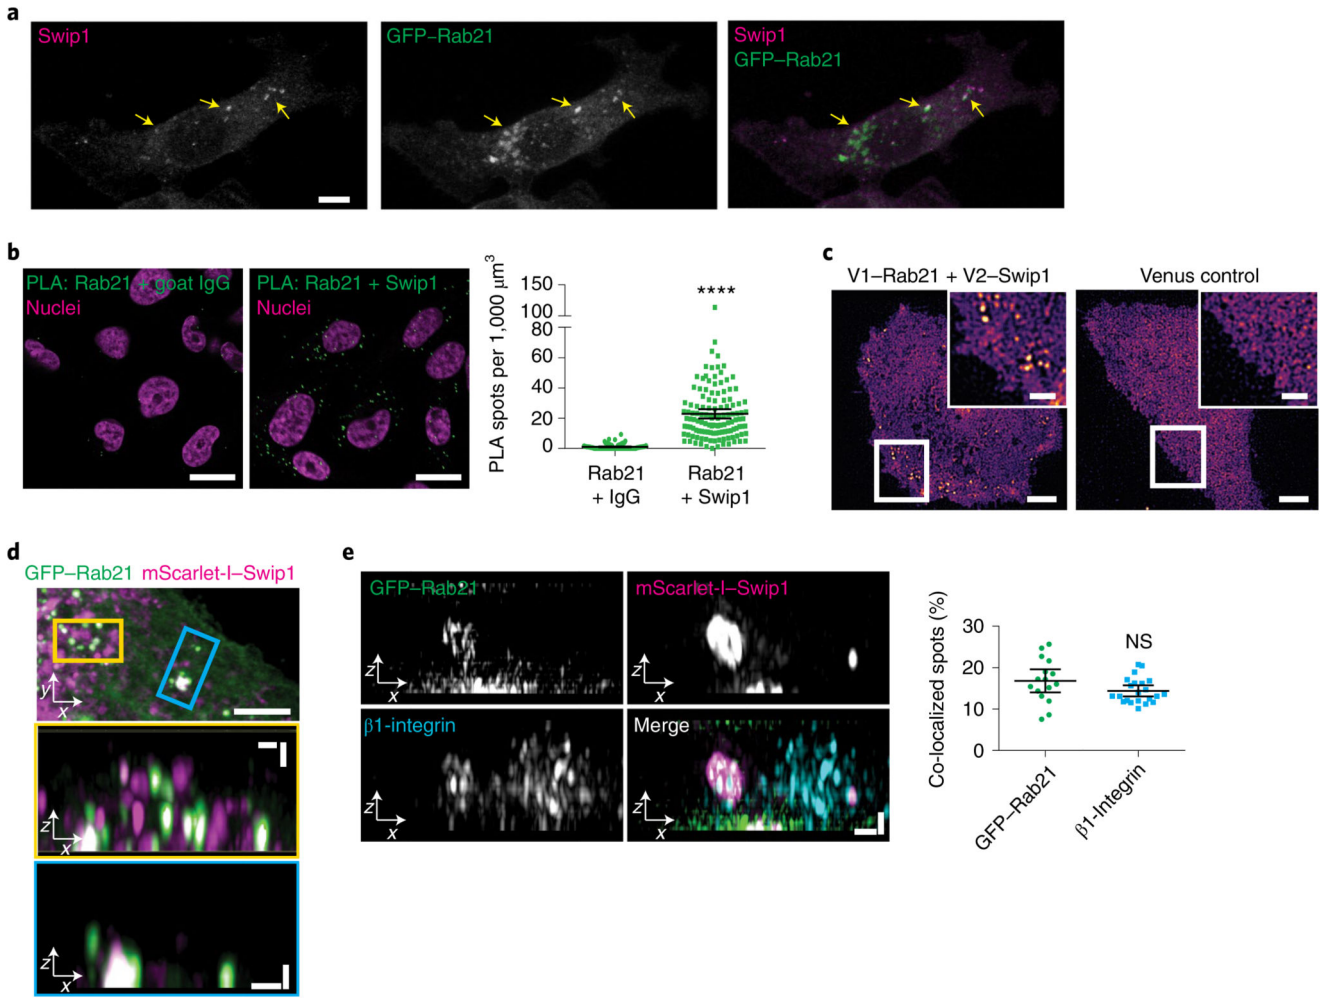 a
Swip1
GFP–Rab21
Swip1
GFP–Rab21
b
PLA: Rab21 – goat IgG
Nuclei
PLA: Rab21 + Swip1
Nuclei
PLA spots per 1,000 μm³
150
100
80
60
40
20
0
****
Rab21
+ IgG
Rab21
+ Swip1
c
V1–Rab21 + V2–Swip1
Venus control
d
GFP–Rab21 mScarlet-I–Swip1
y
x
z
x
z
x
e
GFP–Rab21
z
x
mScarlet-I–Swip1
z
x
β1-integrin
z
x
Merge
z
x
Co-localized spots (%)
30
20
10
0
NS
GFP–Rab21
β1-Integrin